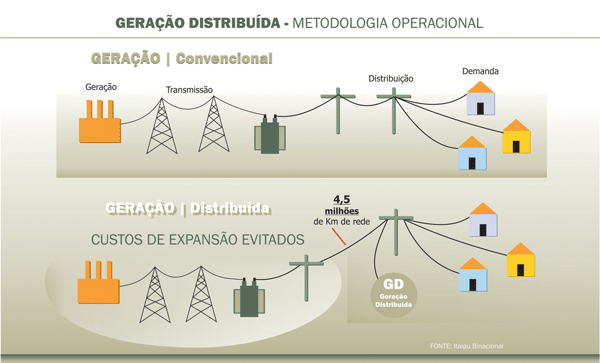 GERAÇÃO DISTRIBUÍDA - METODOLOGIA OPERACIONAL
GERAÇÃO | Convencional
Geração
Transmissão
Distribuição
Demanda
GERAÇÃO | Distribuída
4,5
milhões
de Km de rede
CUSTOS DE EXPANSÃO EVITADOS
GD
Geração
Distribuída
FONTE: Itaipu Binacional